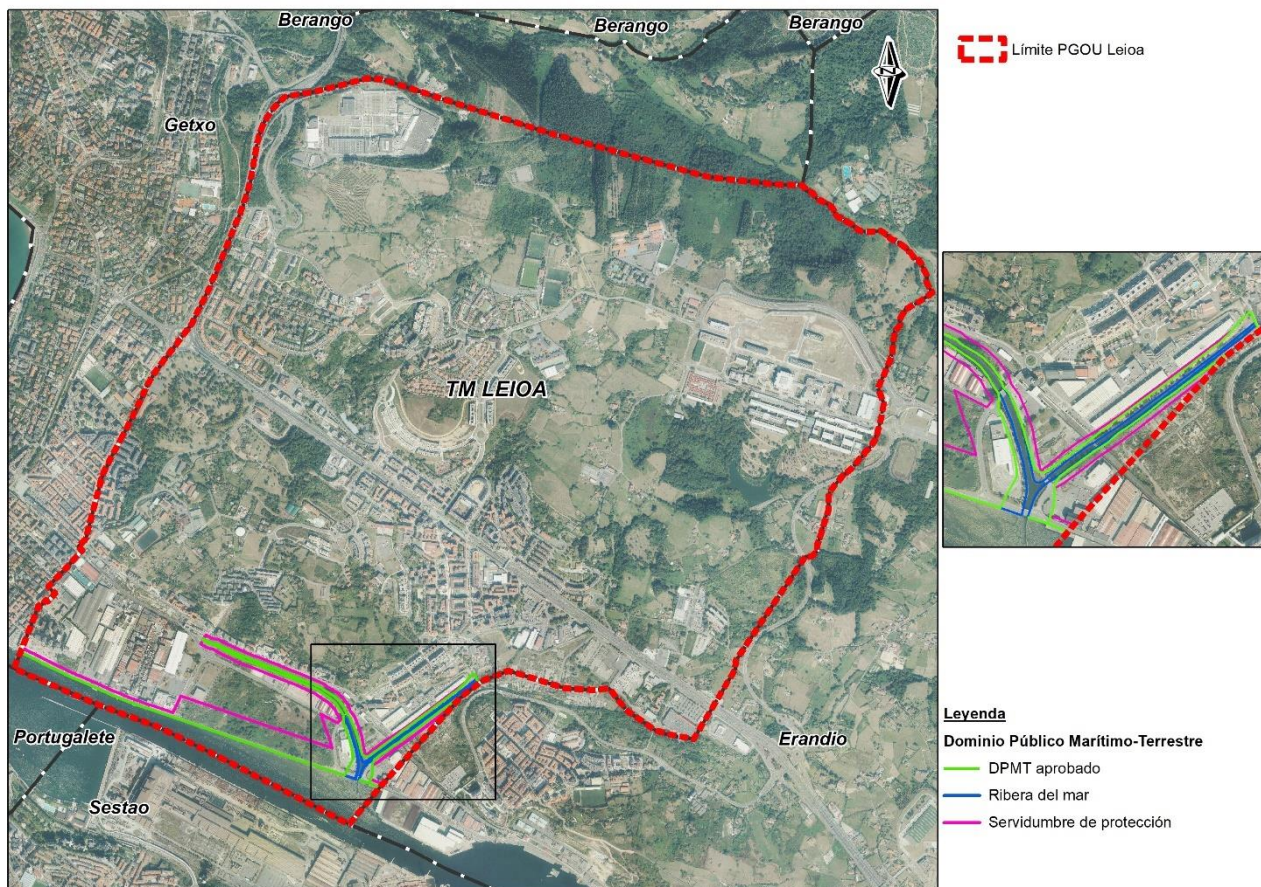 Berango
Berango
Berango
Getxo
TM LEIOA
Portugalete
Sestao
Erandio
N
Límite PGOU Leioa
Leyenda
Dominio Público Marítimo-Terrestre
DPMT aprobado
Ribera del mar
Servidumbre de protección